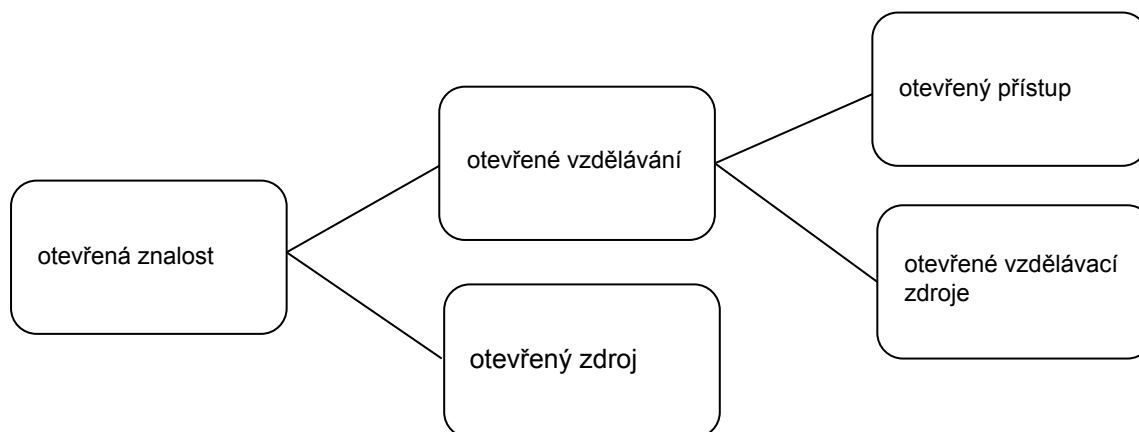 otevřená znalost
otevřené vzdělávání
otevřený zdroj
otevřený přístup
otevřené vzdělávací
zdroje